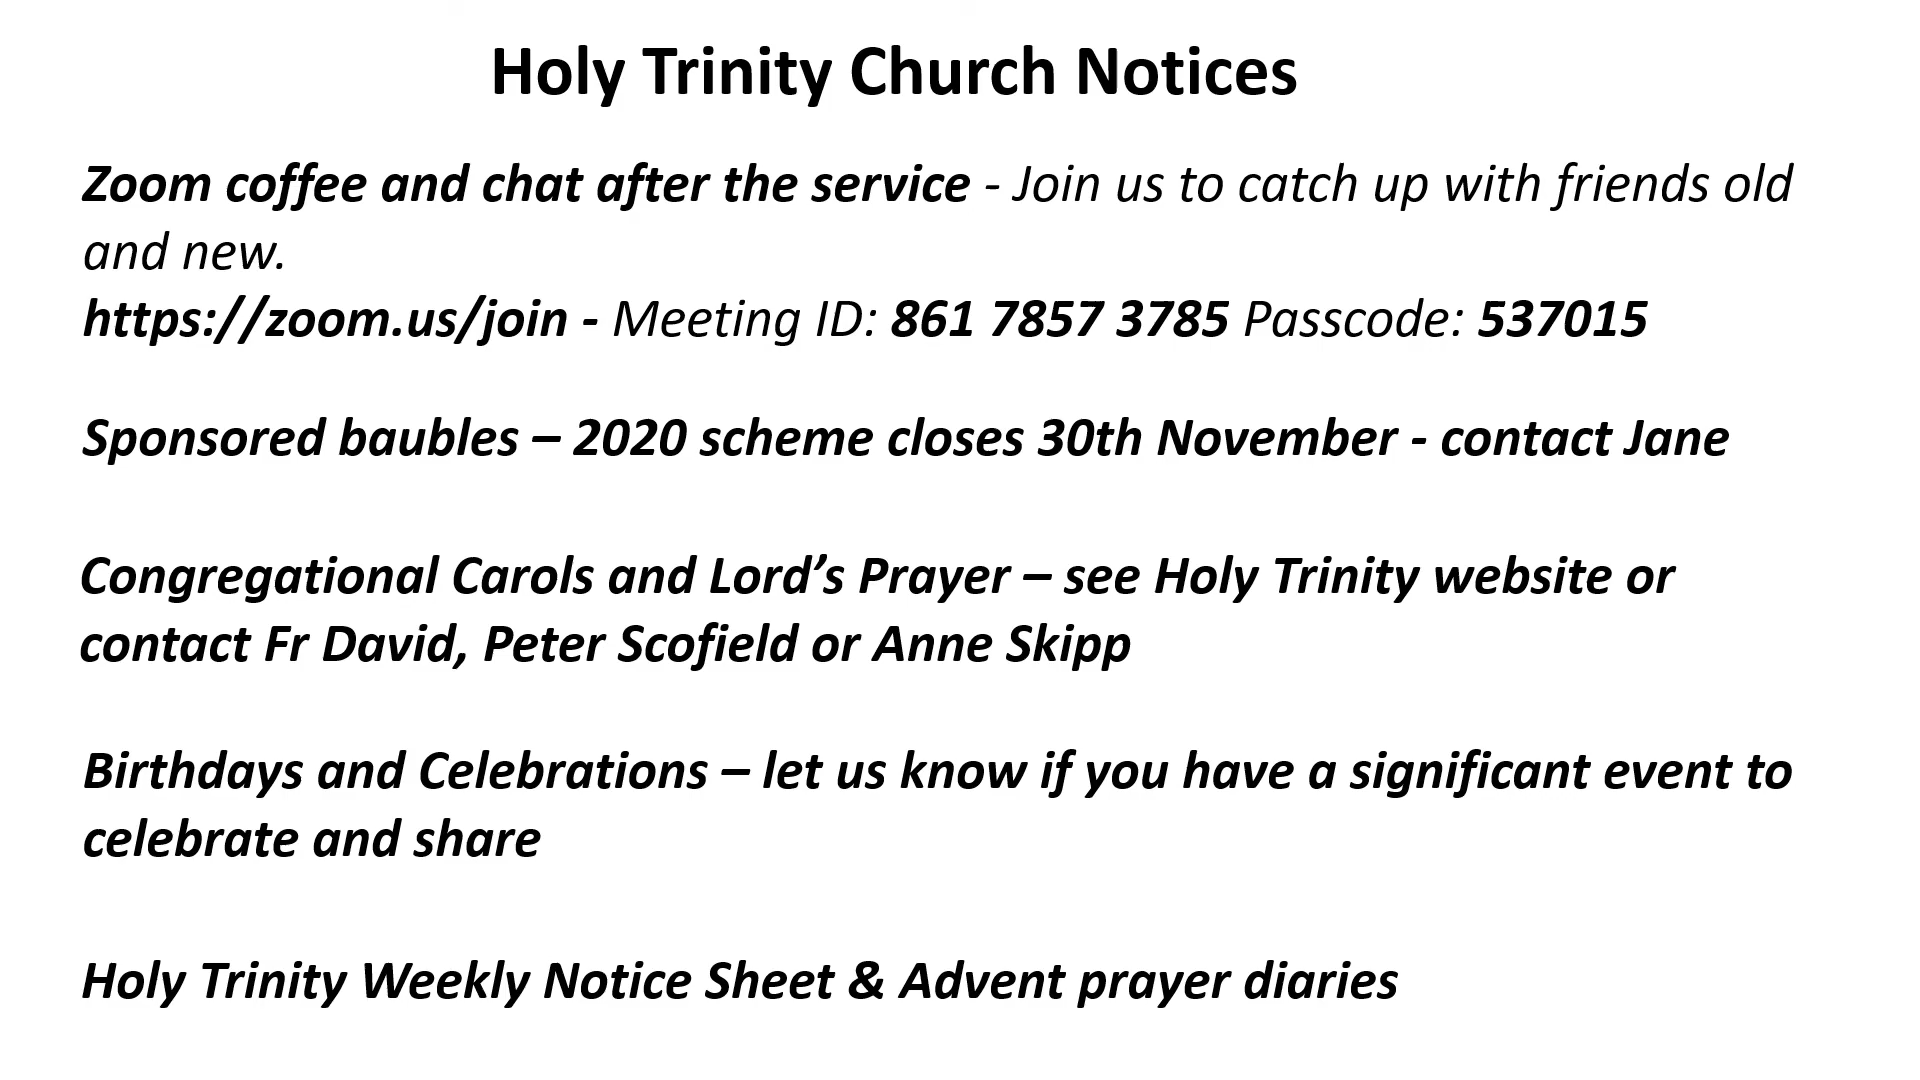 Holy Trinity Church Notices
Zoom coffee and chat after the service - Join us to catch up with friends old
and new.
https://zoom.us/join - Meeting ID: 861 7857 3785 Passcode: 537015
Sponsored baubles – 2020 scheme closes 30th November - contact Jane
Congregational Carols and Lord’s Prayer – see Holy Trinity website or
contact Fr David, Peter Scofield or Anne Skipp
Birthdays and Celebrations – let us know if you have a significant event to
celebrate and share
Holy Trinity Weekly Notice Sheet & Advent prayer diaries